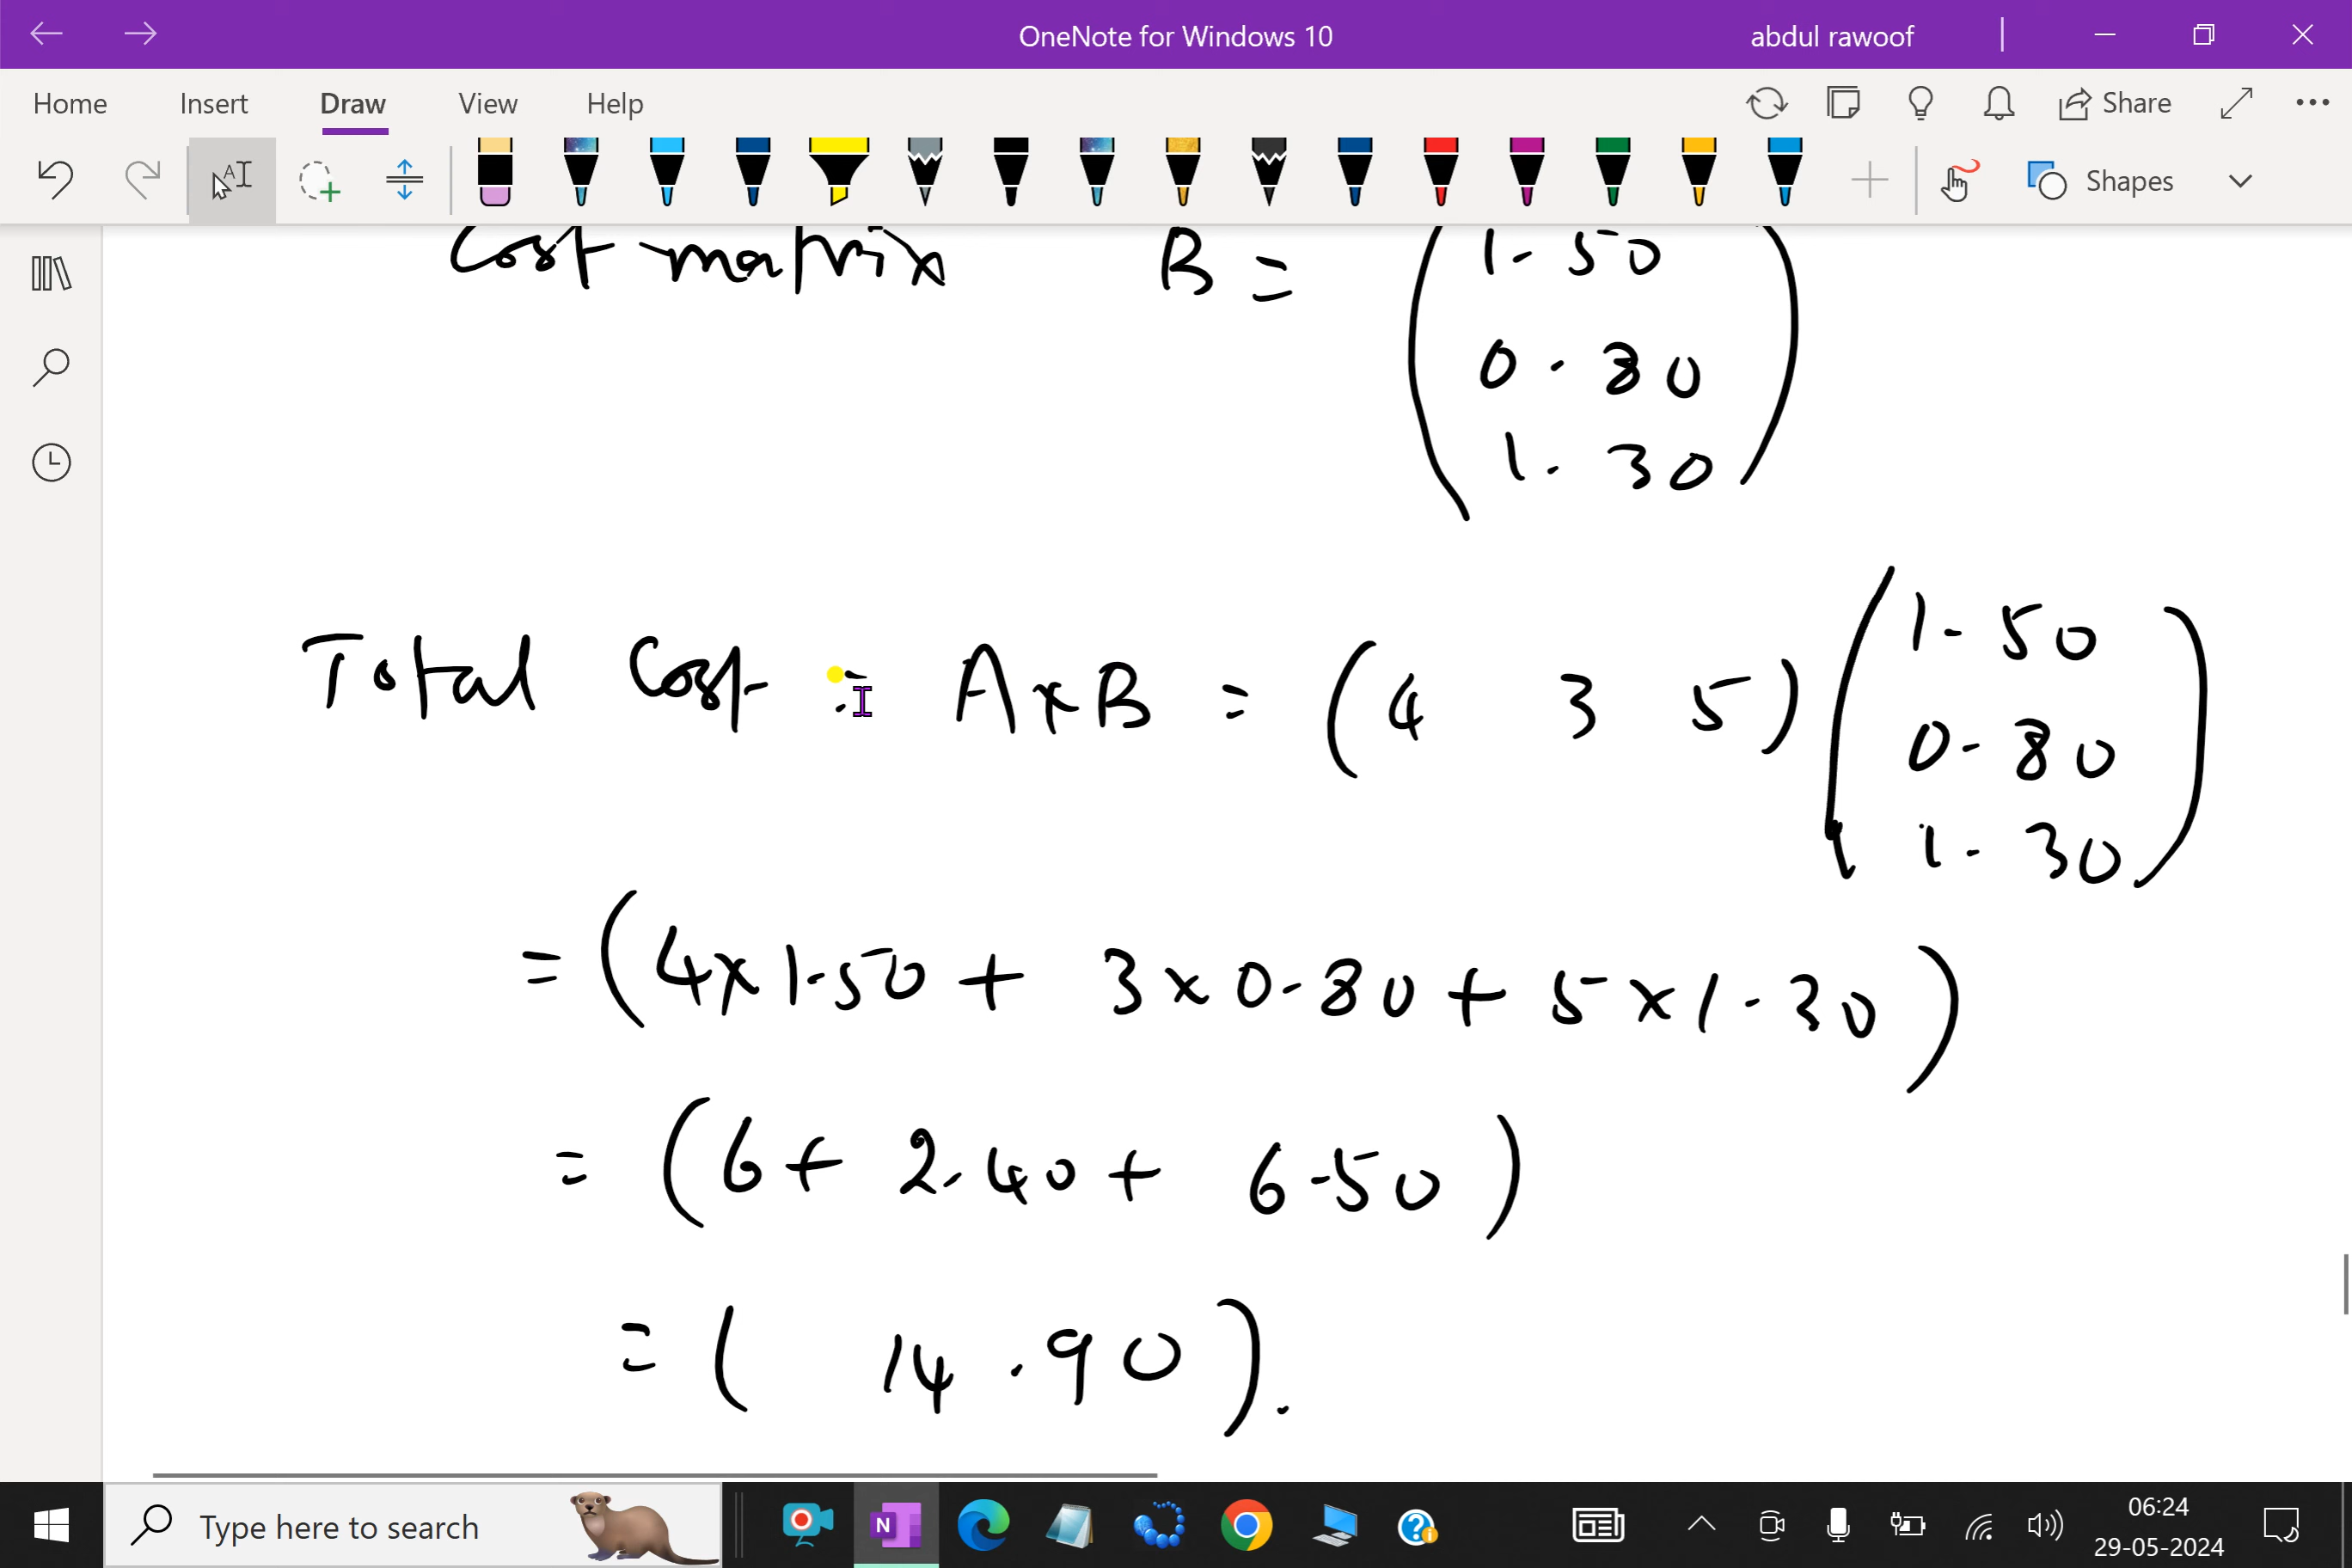 OneNote for Windows 10
abdul rawoof
Home Insert Draw View Help
Share
Shapes
Cost matrix B = (1.50
0.80
1.30)
Total Cost = A×B = (4 3 5) (1.50
0.80
1.30)
= (4×1.50 + 3×0.80 + 5×1.30)
= (6+ 2.40+ 6.50)
= (14.90).
Type here to search
06:24
29-05-2024